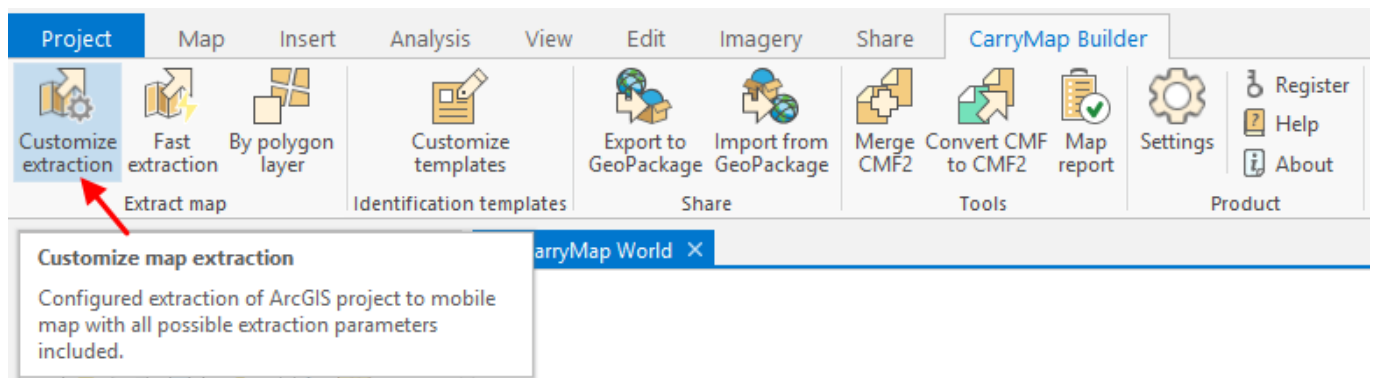 Project Map Insert Analysis View Edit Imagery Share CarryMap Builder
Customize extraction
Fast extraction
By polygon layer
Extract map
Customize templates
Identification templates
Export to GeoPackage
Import from GeoPackage
Share
Merge CMF2
Convert CMF to CMF2
Map report
Tools
Settings
Register
Help
About
Product
arryMap World ×
Customize map extraction
Configured extraction of ArcGIS project to mobile
map with all possible extraction parameters
included.